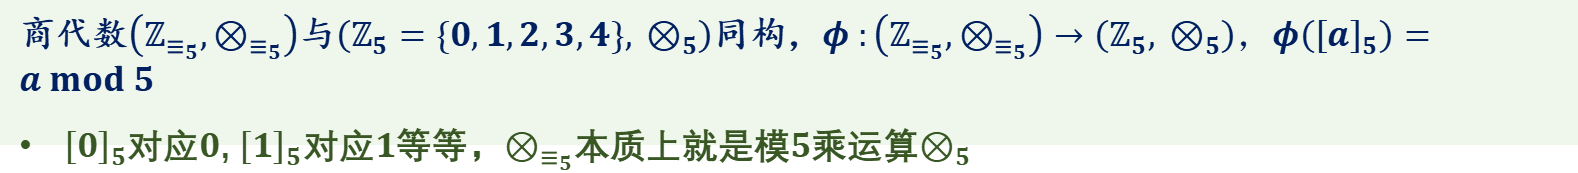 商代数(ℤ≡₅, ⊗≡₅)与(ℤ₅ = {0, 1, 2, 3, 4}, ⊗₅)同构，ϕ : (ℤ≡₅, ⊗≡₅) → (ℤ₅, ⊗₅)，ϕ([a]₅) =
a mod 5
• [0]₅对应0, [1]₅对应1等等，⊗≡₅本质上就是模5乘运算⊗₅